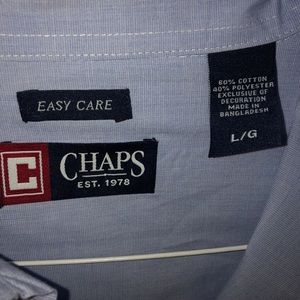 EASY CARE
C CHAPS
EST. 1978
60% COTTON
40% POLYESTER
EXCLUSIVE OF
DECORATION
MADE IN
BANGLADESH
L/G